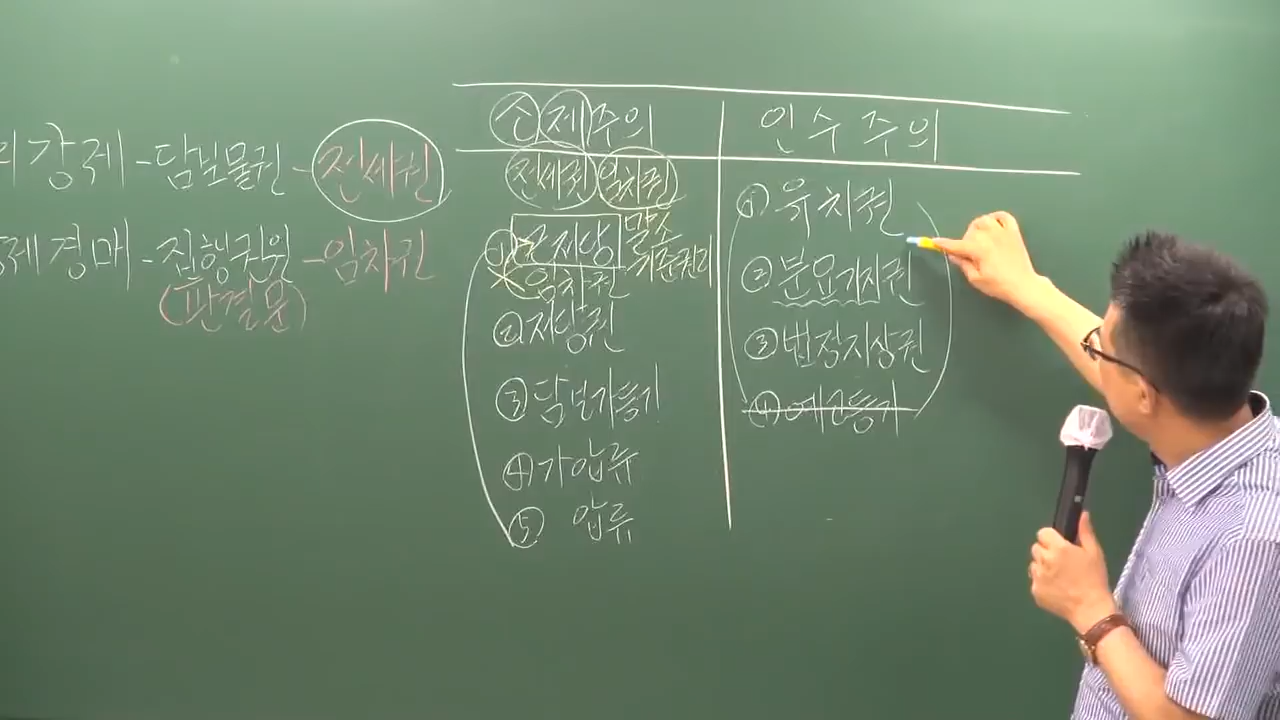 의강제 - 담보물권 - 전세권
제경매 - 집행권원 - 임차권
(판결문)
소제주의
인수주의
전세권 임차권
① 근저당 말소
기준권리
임차권
② 저당권
③ 담보가등기
④ 가압류
⑤ 압류
① 유치권
② 분묘기지권
③ 법정지상권
④ 예고등기